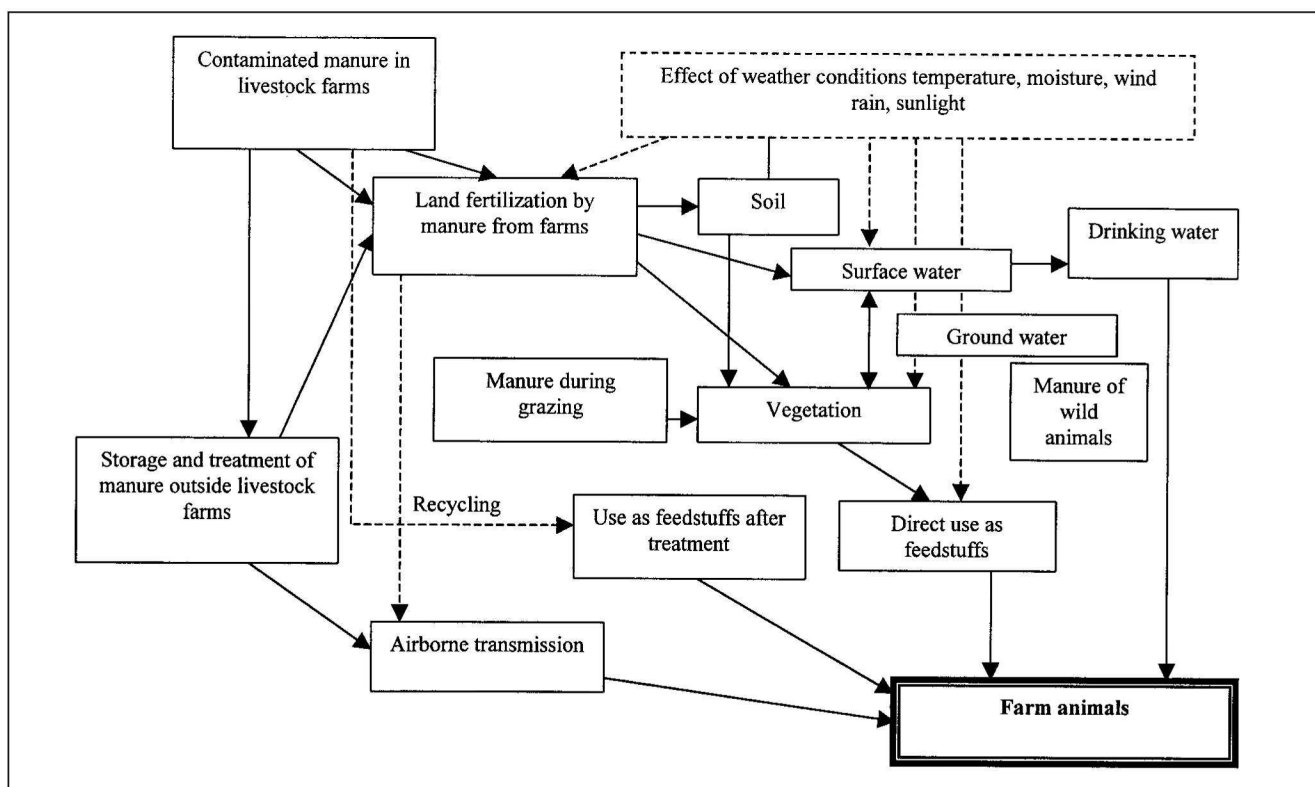 Contaminated manure in
livestock farms
Effect of weather conditions temperature, moisture, wind
rain, sunlight
Land fertilization by
manure from farms
Soil
Drinking water
Surface water
Ground water
Manure during
grazing
Vegetation
Manure of
wild
animals
Storage and treatment of
manure outside livestock
farms
Recycling
Use as feedstuffs after
treatment
Direct use as
feedstuffs
Airborne transmission
Farm animals